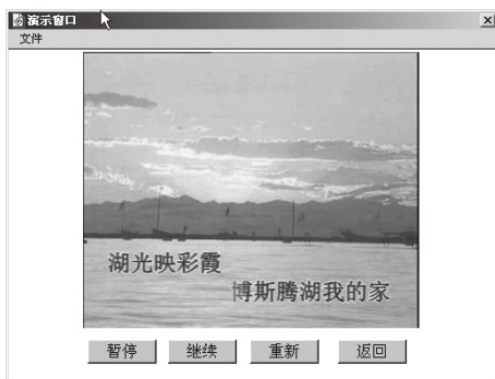 演示窗口
文件
湖光映彩霞
博斯腾湖我的家
暂停 继续 重新 返回